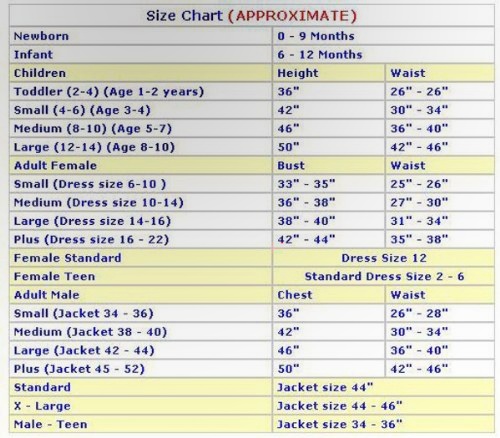 Size Chart (APPROXIMATE)
Newborn 0 - 9 Months
Infant 6 - 12 Months
Children Height Waist
Toddler (2-4) (Age 1-2 years) 36" 26" - 26"
Small (4-6) (Age 3-4) 42" 30" - 34"
Medium (8-10) (Age 5-7) 46" 36" - 40"
Large (12-14) (Age 8-10) 50" 42" - 46"
Adult Female Bust Waist
Small (Dress size 6-10 ) 33" - 35" 25" - 26"
Medium (Dress size 10-14) 36" - 38" 27" - 30"
Large (Dress size 14-16) 38" - 40" 31" - 34"
Plus (Dress size 16 - 22) 42" - 44" 35" - 38"
Female Standard Dress Size 12
Female Teen Standard Dress Size 2 - 6
Adult Male Chest Waist
Small (Jacket 34 - 36) 36" 26" - 28"
Medium (Jacket 38 - 40) 42" 30" - 34"
Large (Jacket 42 - 44) 46" 36" - 40"
Plus (Jacket 45 - 52) 50" 42" - 46"
Standard Jacket size 44"
X - Large Jacket size 44 - 46"
Male - Teen Jacket size 34 - 36"